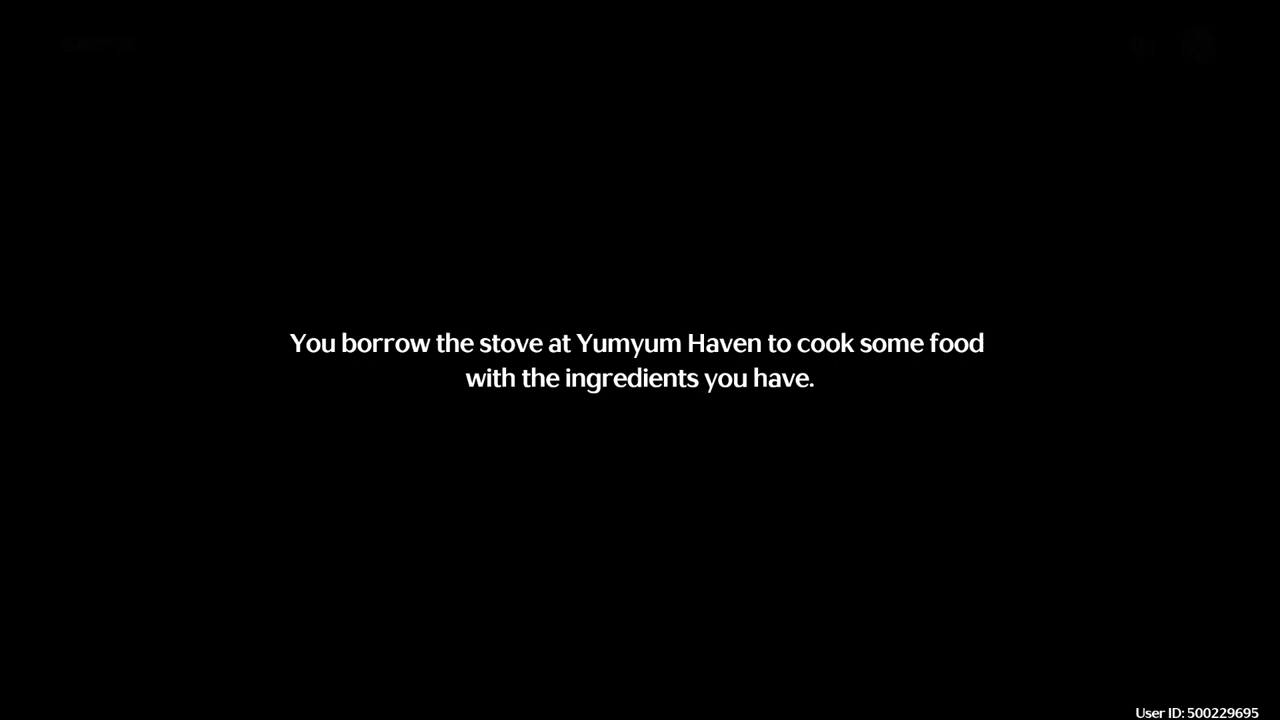 You borrow the stove at Yumyum Haven to cook some food
with the ingredients you have.
User ID: 500229695